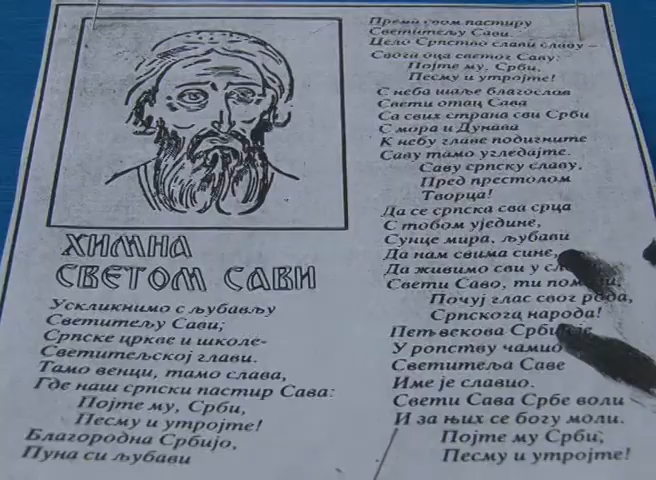 ХИМНА
СВЕТОМ САВИ
Ускликнимо с љубављу
Светитељу Сави;
Српске цркве и школе-
Светитељској глави.
Тамо венци, тамо слава,
Где наш српски пастир Сава:
Појте му, Срби,
Песму и утројте!
Благородна Србијо,
Пуна си љубави
Према свом пастиру
Светитељу Сави.
Цело Српство слави славу –
Свога оца светог Саву:
Појте му, Срби,
Песму и утројте!
С неба шаље благослов
Свети отац Сава
Са свих страна сви Срби
С мора и Дунава
К небу главе подигните
Саву тамо угледајте.
Саву српску славу,
Пред престолом
Творца!
Да се српска сва срца
С тобом уједине,
Сунце мира, љубави
Да нам свима сине,
Да живимо сви у
Свети Саво, ти
Почуј глас свог рода,
Српскога народа!
Пет векова
У ропству чамио
Светитеља Саве
Име је славио.
Свети Сава Србе воли
И за њих се богу моли.
Појте му Срби,
Песму и утројте!